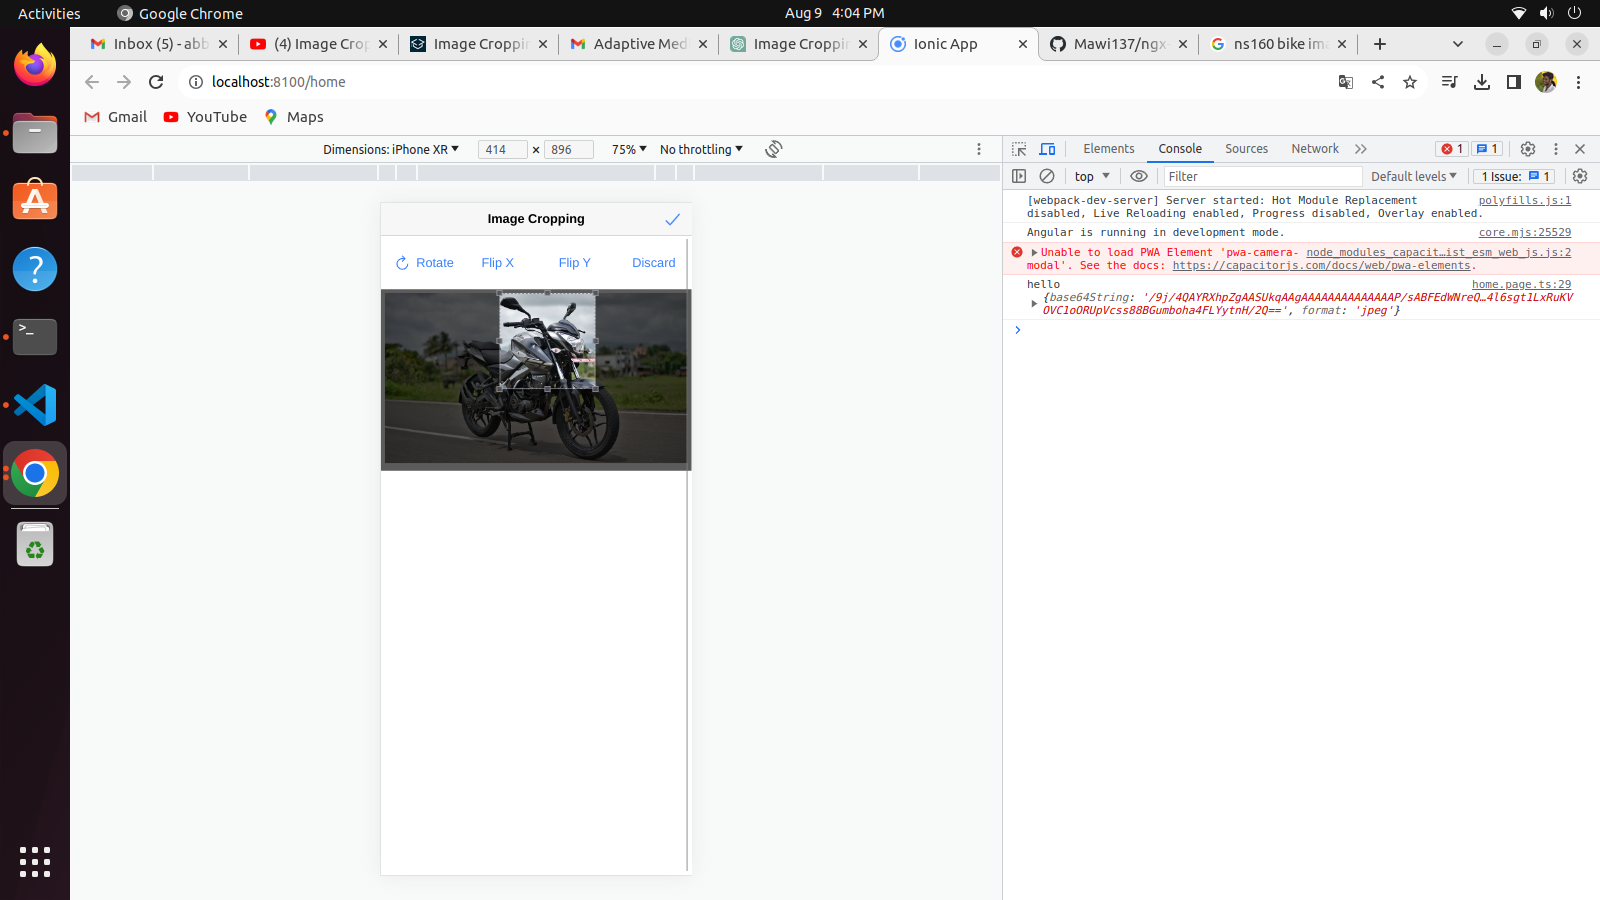 Activities
Google Chrome
Aug 9 4:04 PM
Inbox (5) - abb
(4) Image Crop
Image Croppin
Adaptive Med
Image Croppin
Ionic App
Mawi137/ngx-
ns160 bike im
localhost:8100/home
Gmail
YouTube
Maps
Dimensions: iPhone XR
414 × 896
75%
No throttling
Elements
Console
Sources
Network
1
1
top
Filter
Default levels
1 Issue: 1
Image Cropping
Rotate
Flip X
Flip Y
Discard
[webpack-dev-server] Server started: Hot Module Replacement polyfills.js:1
disabled, Live Reloading enabled, Progress disabled, Overlay enabled.
Angular is running in development mode. core.mjs:25529
Unable to load PWA Element 'pwa-camera- node_modules_capacit…ist_esm_web_js.js:2
modal'. See the docs: https://capacitorjs.com/docs/web/pwa-elements.
hello home.page.ts:29
{base64String: '/9j/4QAYRXhpZgAASUkqAAgAAAAAAAAAAAAAAP/sABFEdWNreQ…4l6sgt1LxRuKV
OVC1oORUpVcss88BGumboha4FLYytnH/2Q==', format: 'jpeg'}